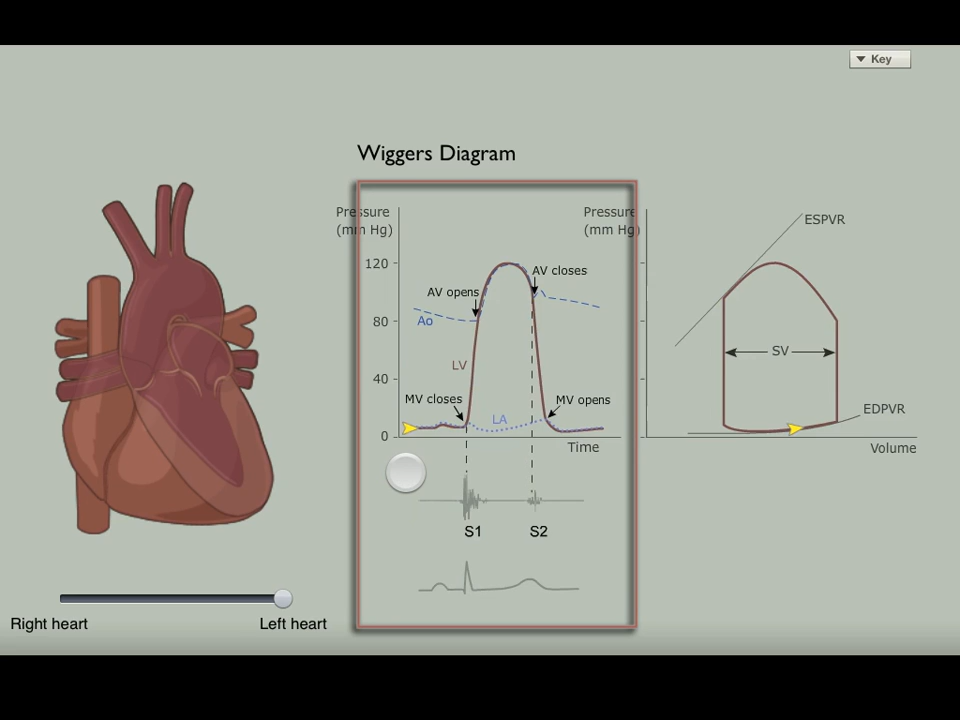 Key
Wiggers Diagram
Pressure
(mm Hg)
120
80
40
0
AV opens
AV closes
Ao
LV
MV closes
LA
MV opens
Time
S1
S2
Pressure
(mm Hg)
ESPVR
SV
EDPVR
Volume
Right heart
Left heart